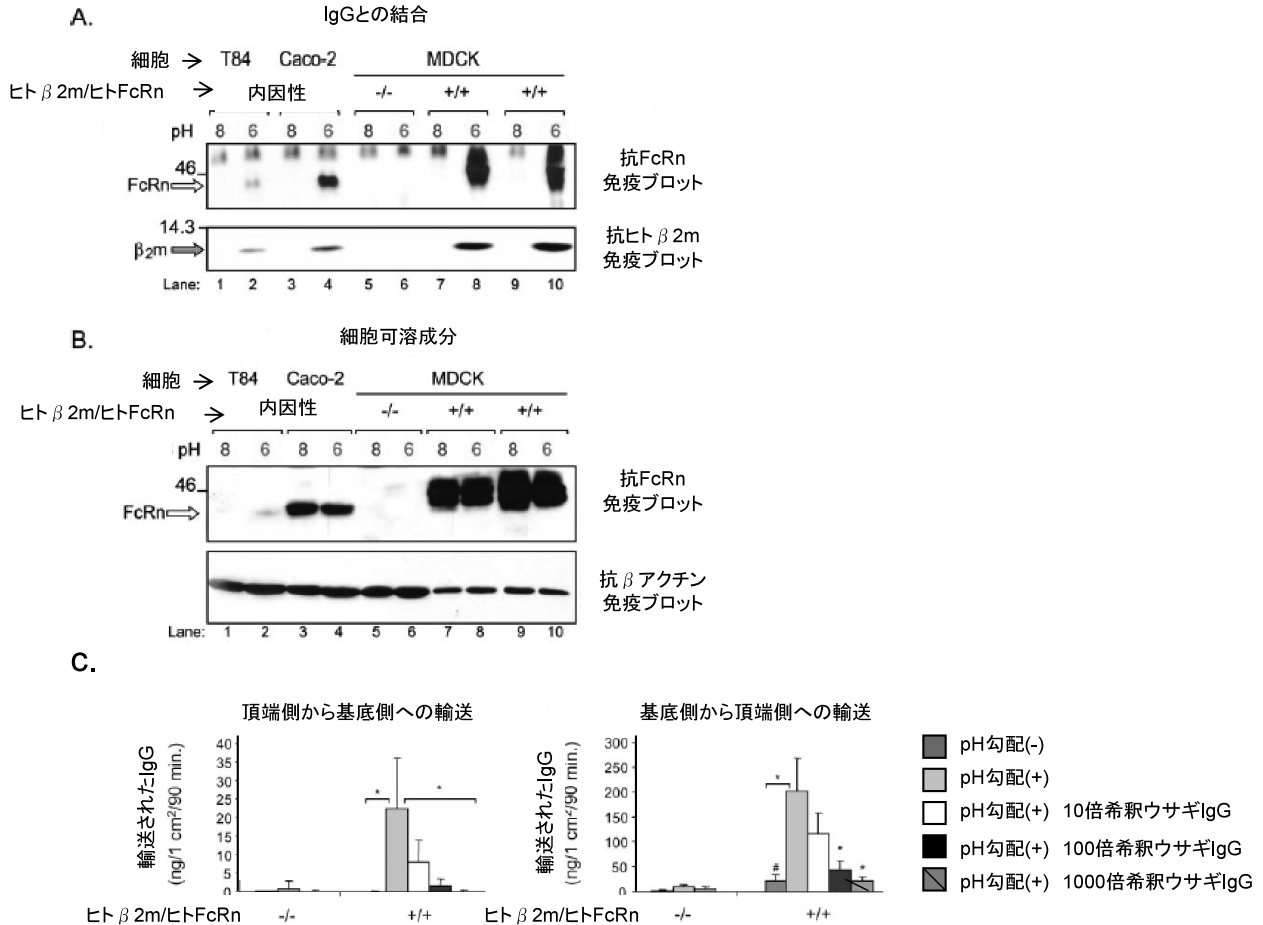 A.
IgGとの結合
細胞 → T84 Caco-2 MDCK
ヒトβ2m/ヒトFcRn → 内因性 -/- +/+ +/+
pH 8 6 8 6 8 6 8 6 8 6
46
FcRn
抗FcRn
免疫ブロット
14.3
β2m
抗ヒトβ2m
免疫ブロット
Lane: 1 2 3 4 5 6 7 8 9 10
B.
細胞可溶成分
細胞 → T84 Caco-2 MDCK
ヒトβ2m/ヒトFcRn → 内因性 -/- +/+ +/+
pH 8 6 8 6 8 6 8 6 8 6
46
FcRn
抗FcRn
免疫ブロット
抗βアクチン
免疫ブロット
Lane: 1 2 3 4 5 6 7 8 9 10
C.
頂端側から基底側への輸送
輸送されたIgG
(ng/1 cm²/90 min.)
40
35
30
25
20
15
10
5
0
* *
ヒトβ2m/ヒトFcRn -/- +/+
基底側から頂端側への輸送
輸送されたIgG
(ng/1 cm²/90 min.)
300
250
200
150
100
50
0
*
# * *
ヒトβ2m/ヒトFcRn -/- +/+
pH勾配(-)
pH勾配(+)
pH勾配(+) 10倍希釈ウサギIgG
pH勾配(+) 100倍希釈ウサギIgG
pH勾配(+) 1000倍希釈ウサギIgG